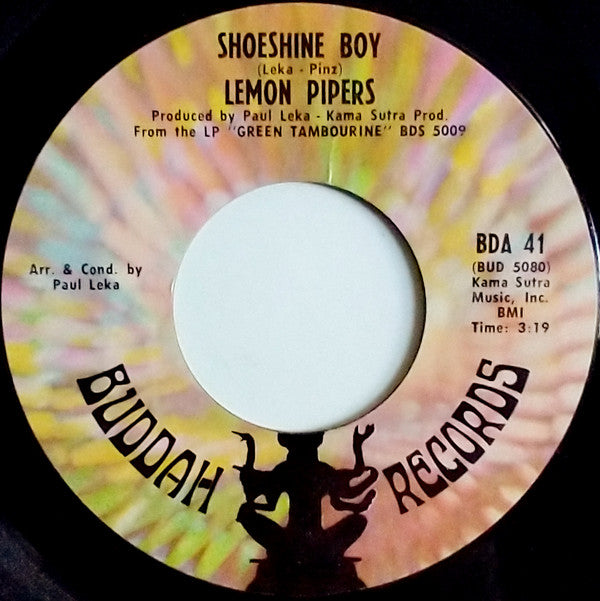 SHOESHINE BOY
(Leka - Pinz)
LEMON PIPERS
Produced by Paul Leka - Kama Sutra Prod.
From the LP "GREEN TAMBOURINE" BDS 5009
BDA 41
(BUD 5080)
Kama Sutra
Music, Inc.
BMI
Time: 3:19
Arr. & Cond. by
Paul Leka
BUDDAH RECORDS